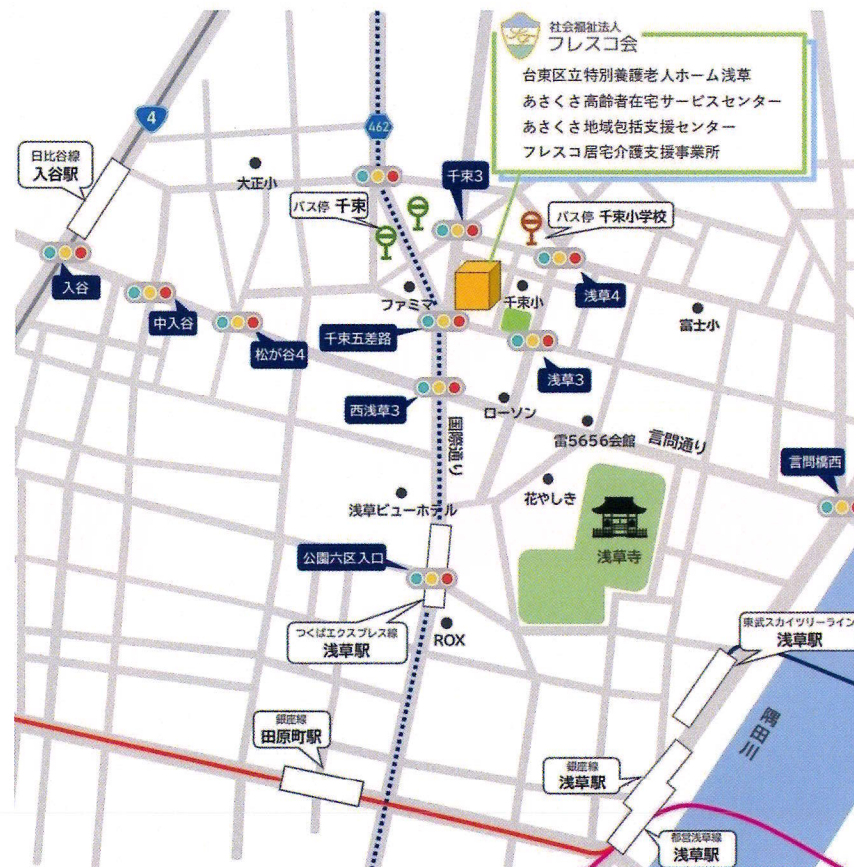 社会福祉法人
フレスコ会
台東区立特別養護老人ホーム浅草
あさくさ高齢者在宅サービスセンター
あさくさ地域包括支援センター
フレスコ居宅介護支援事業所
4
462
日比谷線
入谷駅
大正小
千束3
バス停 千束
バス停 千束小学校
入谷
中入谷
松が谷4
ファミマ
千束小
浅草4
富士小
千束五差路
浅草3
西浅草3
ローソン
国際通り
雷5656会館
言問通り
言問橋西
浅草ビューホテル
花やしき
浅草寺
公園六区入口
つくばエクスプレス線
浅草駅
ROX
東武スカイツリーライン
浅草駅
隅田川
銀座線
田原町駅
銀座線
浅草駅
都営浅草線
浅草駅